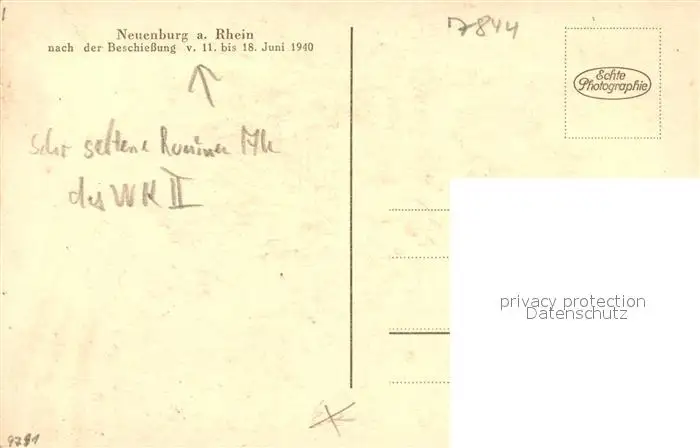 7844
Neuenburg a. Rhein
nach der Beschießung v. 11. bis 18. Juni 1940
Echte
Photographie
sehr seltene Ruinen AK
des WK II
privacy protection
Datenschutz
9791